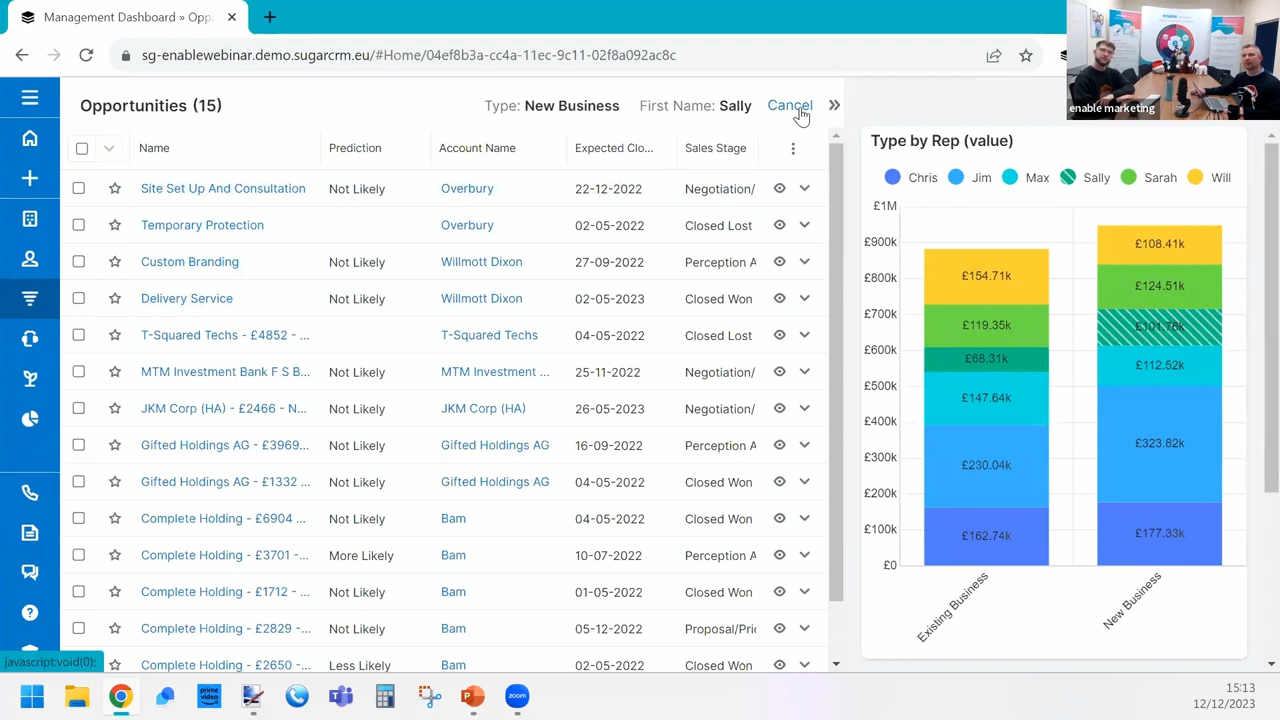 Management Dashboard » Oppo
sg-enablewebinar.demo.sugarcrm.eu/#Home/04ef8b3a-cc4a-11ec-9c11-02f8a092ac8c
enable marketing
Opportunities (15)
Type: New Business First Name: Sally Cancel
Name Prediction Account Name Expected Clo... Sales Stage
Site Set Up And Consultation Not Likely Overbury 22-12-2022 Negotiation/
Temporary Protection Overbury 02-05-2022 Closed Lost
Custom Branding Not Likely Willmott Dixon 27-09-2022 Perception A
Delivery Service Not Likely Willmott Dixon 02-05-2023 Closed Won
T-Squared Techs - £4852 - ... Not Likely T-Squared Techs 04-05-2022 Closed Lost
MTM Investment Bank F S B... Not Likely MTM Investment ... 25-11-2022 Negotiation/
JKM Corp (HA) - £2466 - N... Not Likely JKM Corp (HA) 26-05-2023 Negotiation/
Gifted Holdings AG - £3969... Not Likely Gifted Holdings AG 16-09-2022 Perception A
Gifted Holdings AG - £1332 ... Not Likely Gifted Holdings AG 04-05-2022 Closed Won
Complete Holding - £6904 ... Not Likely Bam 04-05-2022 Closed Won
Complete Holding - £3701 -... More Likely Bam 10-07-2022 Perception A
Complete Holding - £1712 - ... Not Likely Bam 01-05-2022 Closed Won
Complete Holding - £2829 -... Not Likely Bam 05-12-2022 Proposal/Pric
Complete Holding - £2650 -... Less Likely Bam 02-05-2022 Closed Won
javascript:void(0);
Type by Rep (value)
Chris Jim Max Sally Sarah Will
£1M
£900k
£800k
£700k
£600k
£500k
£400k
£300k
£200k
£100k
£0
£154.71k
£119.35k
£68.31k
£147.64k
£230.04k
£162.74k
£108.41k
£124.51k
£101.76k
£112.52k
£323.82k
£177.33k
Existing Business
New Business
prime video
zoom
15:13
12/12/2023